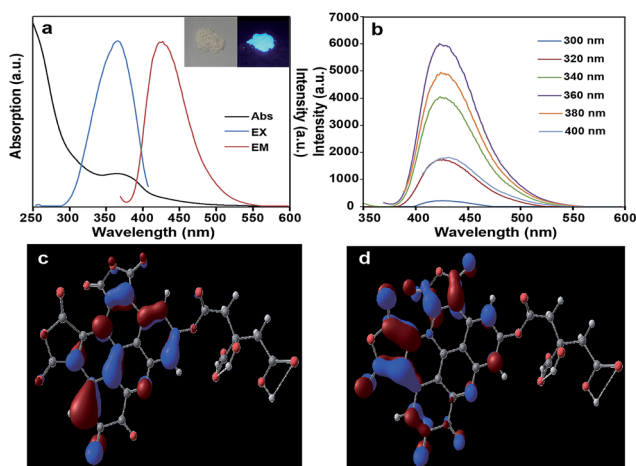 a
Absorption (a.u.)
Intensity (a.u.)
Abs
EX
EM
250 300 350 400 450 500 550 600
Wavelength (nm)
b
Intensity (a.u.)
7000
6000
5000
4000
3000
2000
1000
0
300 nm
320 nm
340 nm
360 nm
380 nm
400 nm
350 400 450 500 550 600
Wavelength (nm)
c
d